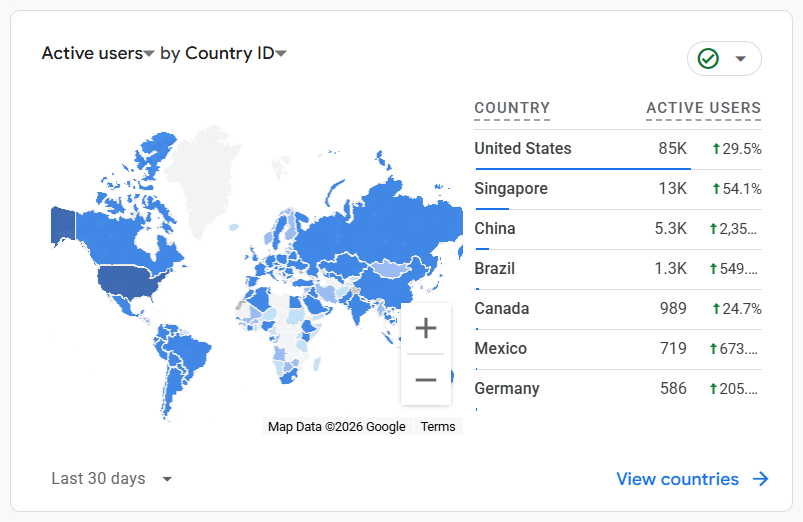 Active users by Country ID
COUNTRY ACTIVE USERS
United States 85K 29.5%
Singapore 13K 54.1%
China 5.3K 2,35...
Brazil 1.3K 549....
Canada 989 24.7%
Mexico 719 673....
Germany 586 205....
Map Data ©2026 Google Terms
Last 30 days View countries